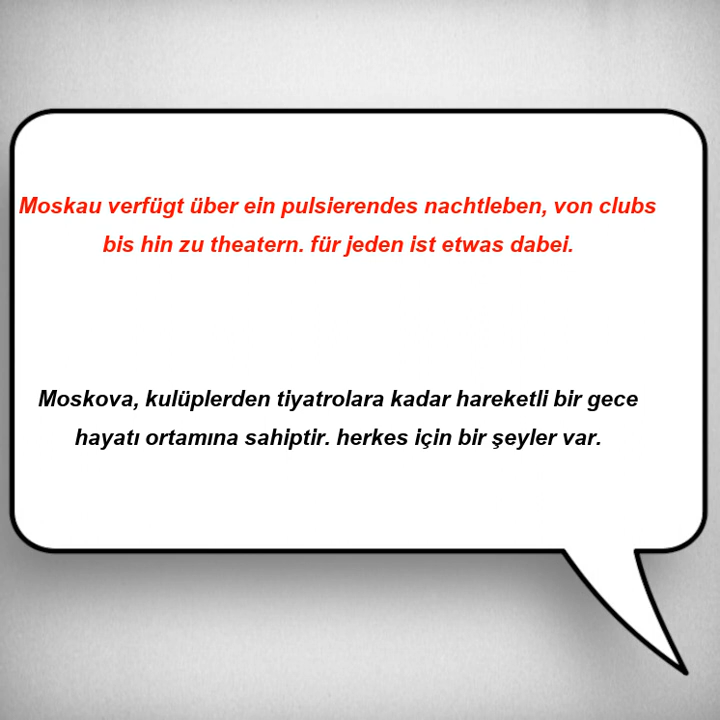 Moskau verfügt über ein pulsierendes nachtleben, von clubs
bis hin zu theatern. für jeden ist etwas dabei.
Moskova, kulüplerden tiyatrolara kadar hareketli bir gece
hayatı ortamına sahiptir. herkes için bir şeyler var.